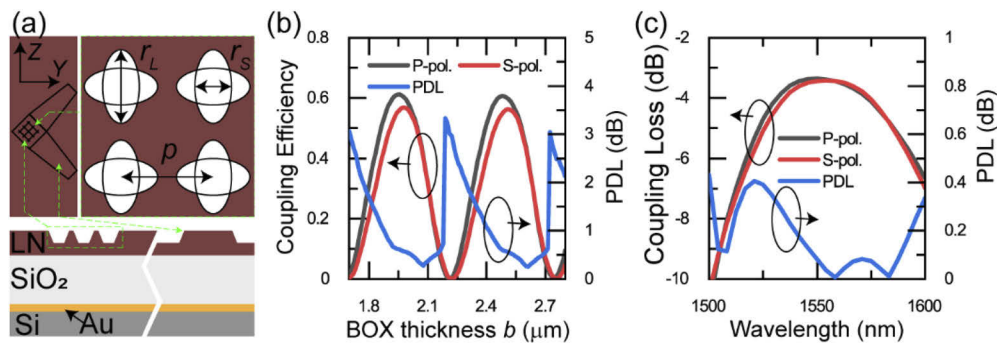 (a)
Z
Y
r_L
r_S
p
LN
SiO₂
Si
Au
(b)
0.8
0.6
0.4
0.2
0
Coupling Efficiency
P-pol.
S-pol.
PDL
5
4
3
2
1
0
PDL (dB)
1.8
2.1
2.4
2.7
BOX thickness b (μm)
(c)
-2
-4
-6
-8
-10
Coupling Loss (dB)
P-pol.
S-pol.
PDL
1
0.8
0.6
0.4
0.2
0
PDL (dB)
1500
1550
1600
Wavelength (nm)